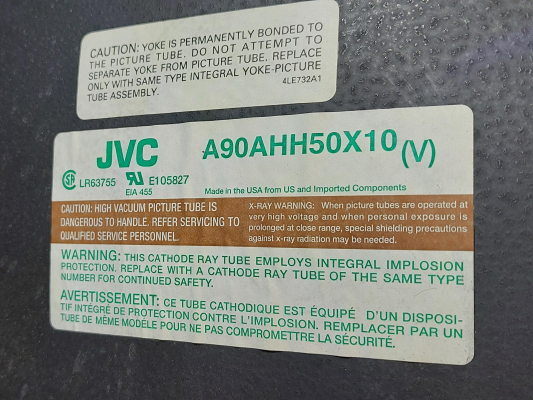 CAUTION: YOKE IS PERMANENTLY BONDED TO
THE PICTURE TUBE. DO NOT ATTEMPT TO
SEPARATE YOKE FROM PICTURE TUBE. REPLACE
ONLY WITH SAME TYPE INTEGRAL YOKE-PICTURE
TUBE ASSEMBLY. 4LE732A1
JVC A90AHH50X10 (V)
LR63755 E105827
EIA 455
Made in the USA from US and Imported Components
CAUTION: HIGH VACUUM PICTURE TUBE IS
DANGEROUS TO HANDLE. REFER SERVICING TO
QUALIFIED SERVICE PERSONNEL.
X-RAY WARNING: When picture tubes are operated at
very high voltage and when personal exposure is
prolonged at close range, special shielding precautions
against x-ray radiation may be needed.
WARNING: THIS CATHODE RAY TUBE EMPLOYS INTEGRAL IMPLOSION
PROTECTION. REPLACE WITH A CATHODE RAY TUBE OF THE SAME TYPE
NUMBER FOR CONTINUED SAFETY.
AVERTISSEMENT: CE TUBE CATHODIQUE EST ÉQUIPÉ D'UN DISPOSI-
TIF INTÉGRÉ DE PROTECTION CONTRE L'IMPLOSION. REMPLACER PAR UN
TUBE DE MÊME MODÈLE POUR NE PAS COMPROMETTRE LA SÉCURITÉ.